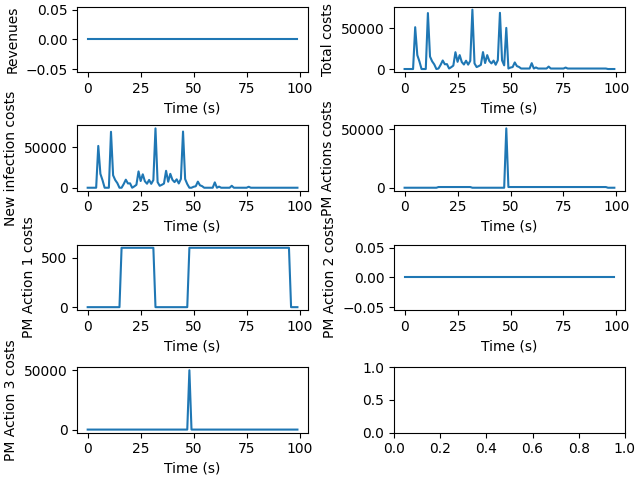 Revenues
0.05
0.00
−0.05
0 25 50 75 100
Time (s)
Total costs
50000
0
0 25 50 75 100
Time (s)
New infection costs
50000
0
0 25 50 75 100
Time (s)
PM Actions costs
50000
0
0 25 50 75 100
Time (s)
PM Action 1 costs
500
0
0 25 50 75 100
Time (s)
PM Action 2 costs
0.05
0.00
−0.05
0 25 50 75 100
Time (s)
PM Action 3 costs
50000
0
0 25 50 75 100
Time (s)
1.0
0.5
0.0
0.0 0.2 0.4 0.6 0.8 1.0